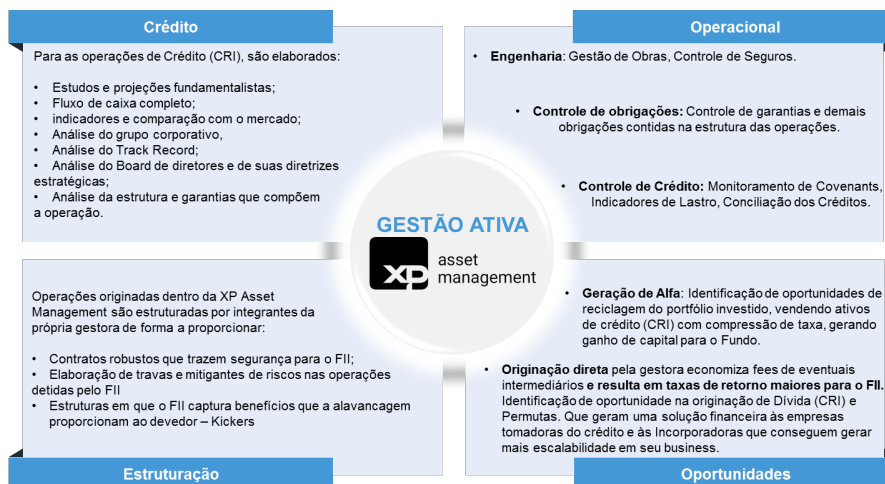 Crédito
Para as operações de Crédito (CRI), são elaborados:
• Estudos e projeções fundamentalistas;
• Fluxo de caixa completo;
• indicadores e comparação com o mercado;
• Análise do grupo corporativo,
• Análise do Track Record;
• Análise do Board de diretores e de suas diretrizes
estratégicas;
• Análise da estrutura e garantias que compõem
a operação.
Operacional
• Engenharia: Gestão de Obras, Controle de Seguros.
• Controle de obrigações: Controle de garantias e demais
obrigações contidas na estrutura das operações.
• Controle de Crédito: Monitoramento de Covenants,
Indicadores de Lastro, Conciliação dos Créditos.
GESTÃO ATIVA
xp
asset
management
Operações originadas dentro da XP Asset
Management são estruturadas por integrantes da
própria gestora de forma a proporcionar:
• Contratos robustos que trazem segurança para o FII;
• Elaboração de travas e mitigantes de riscos nas operações
detidas pelo FII
• Estruturas em que o FII captura benefícios que a alavancagem
proporcionam ao devedor – Kickers
Estruturação
• Geração de Alfa: Identificação de oportunidades de
reciclagem do portfólio investido, vendendo ativos
de crédito (CRI) com compressão de taxa, gerando
ganho de capital para o Fundo.
• Originação direta pela gestora economiza fees de eventuais
intermediários e resulta em taxas de retorno maiores para o FII.
Identificação de oportunidade na originação de Dívida (CRI) e
Permutas. Que geram uma solução financeira às empresas
tomadoras do crédito e às Incorporadoras que conseguem gerar
mais escalabilidade em seu business.
Oportunidades